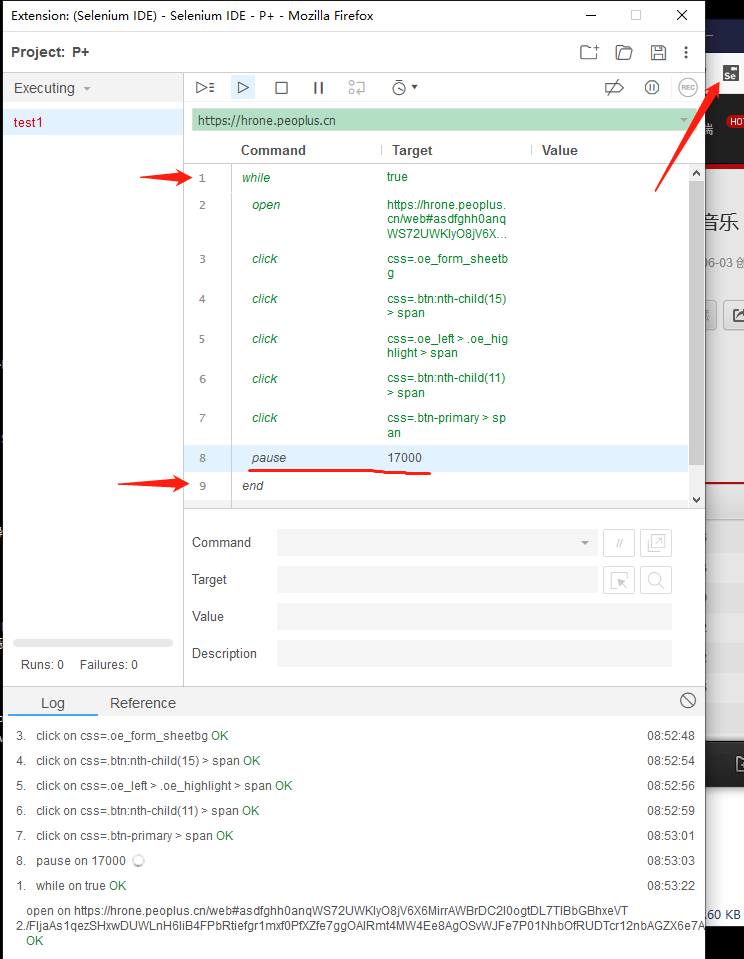 Extension: (Selenium IDE) - Selenium IDE - P+ - Mozilla Firefox
Project: P+
Executing
test1
Se
HOT
https://hrone.peoplus.cn
Command Target Value
1 while true
2 open https://hrone.peoplus.
cn/web#asdfghh0anq
WS72UWKlyO8jV6X...
3 click css=.oe_form_sheetb
g
4 click css=.btn:nth-child(15)
> span
5 click css=.oe_left > .oe_hig
hlight > span
6 click css=.btn:nth-child(11)
> span
7 click css=.btn-primary > sp
an
8 pause 17000
9 end
音乐
06-03 创
Command
//
Target
Value
Description
Runs: 0 Failures: 0
Log Reference
3. click on css=.oe_form_sheetbg OK 08:52:48
4. click on css=.btn:nth-child(15) > span OK 08:52:54
5. click on css=.oe_left > .oe_highlight > span OK 08:52:56
6. click on css=.btn:nth-child(11) > span OK 08:52:59
7. click on css=.btn-primary > span OK 08:53:01
8. pause on 17000 08:53:03
1. while on true OK 08:53:22
open on https://hrone.peoplus.cn/web#asdfghh0anqWS72UWKlyO8jV6X6MirrAWBrDC2I0ogtDL7TIBbGBhxeVT
2./FljaAs1qezSHxwDUWLnH6IiB4FPbRtiefgr1mxf0PfXZfe7ggOAlRmt4MW4Ee8AgOSvWJFe7P01NhbOfRUDTcr12nbAGZX6e7A
OK
.60 KB